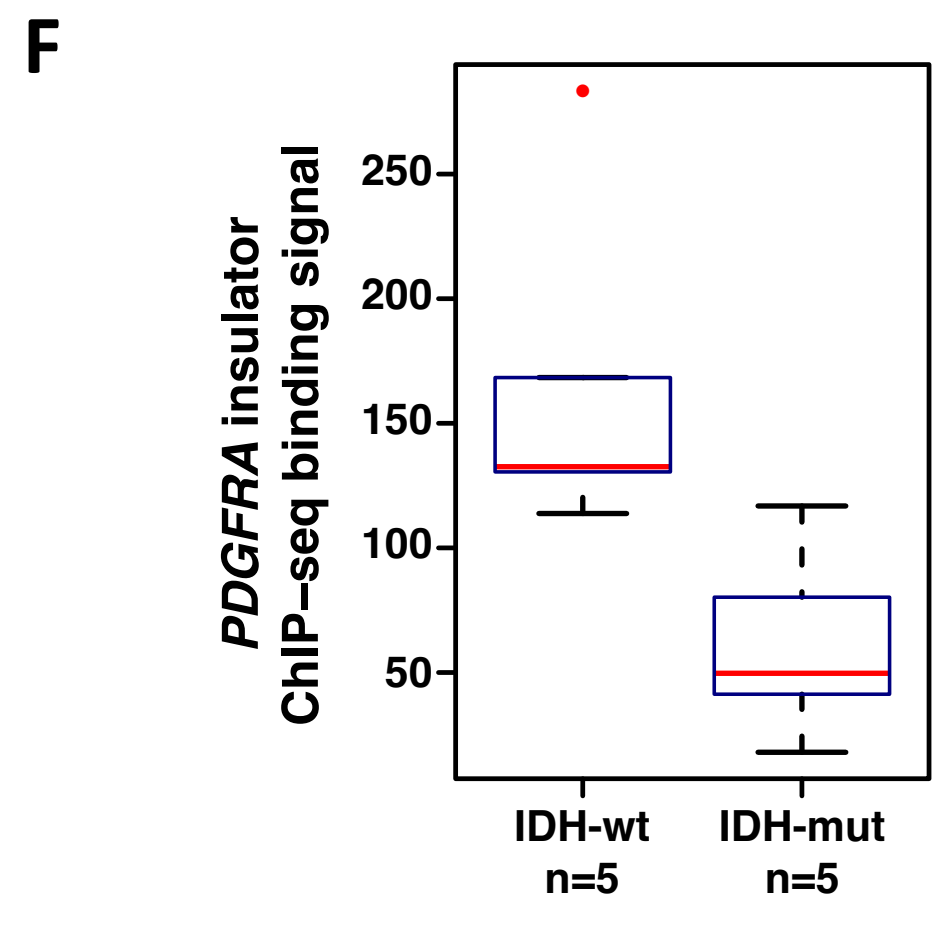 F
PDGFRA insulator
ChIP–seq binding signal
250
200
150
100
50
IDH-wt
n=5
IDH-mut
n=5